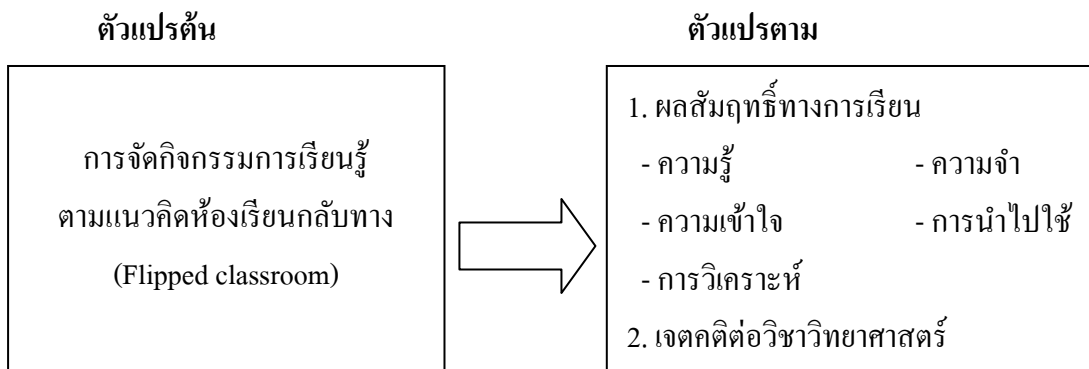 ตัวแปรต้น
การจัดกิจกรรมการเรียนรู้
ตามแนวคิดห้องเรียนกลับทาง
(Flipped classroom)
ตัวแปรตาม
1. ผลสัมฤทธิ์ทางการเรียน
- ความรู้ - ความจำ
- ความเข้าใจ - การนำไปใช้
- การวิเคราะห์
2. เจตคติต่อวิชาวิทยาศาสตร์